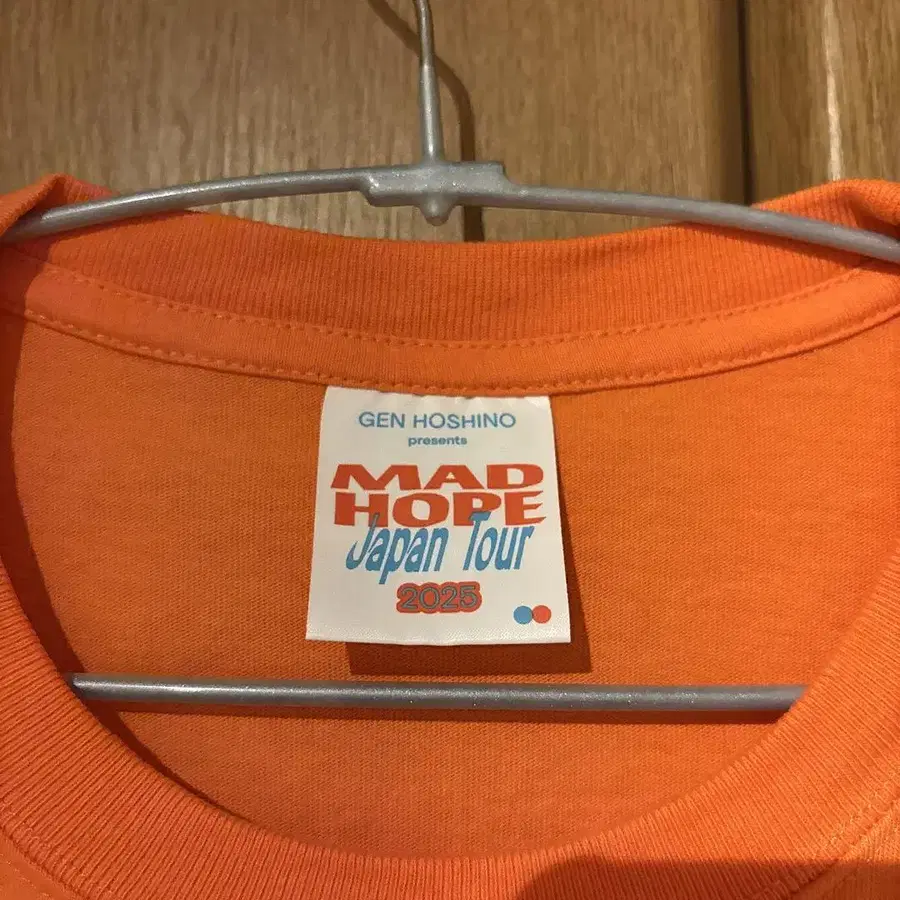 GEN HOSHINO
presents
MAD
HOPE
Japan Tour
2025